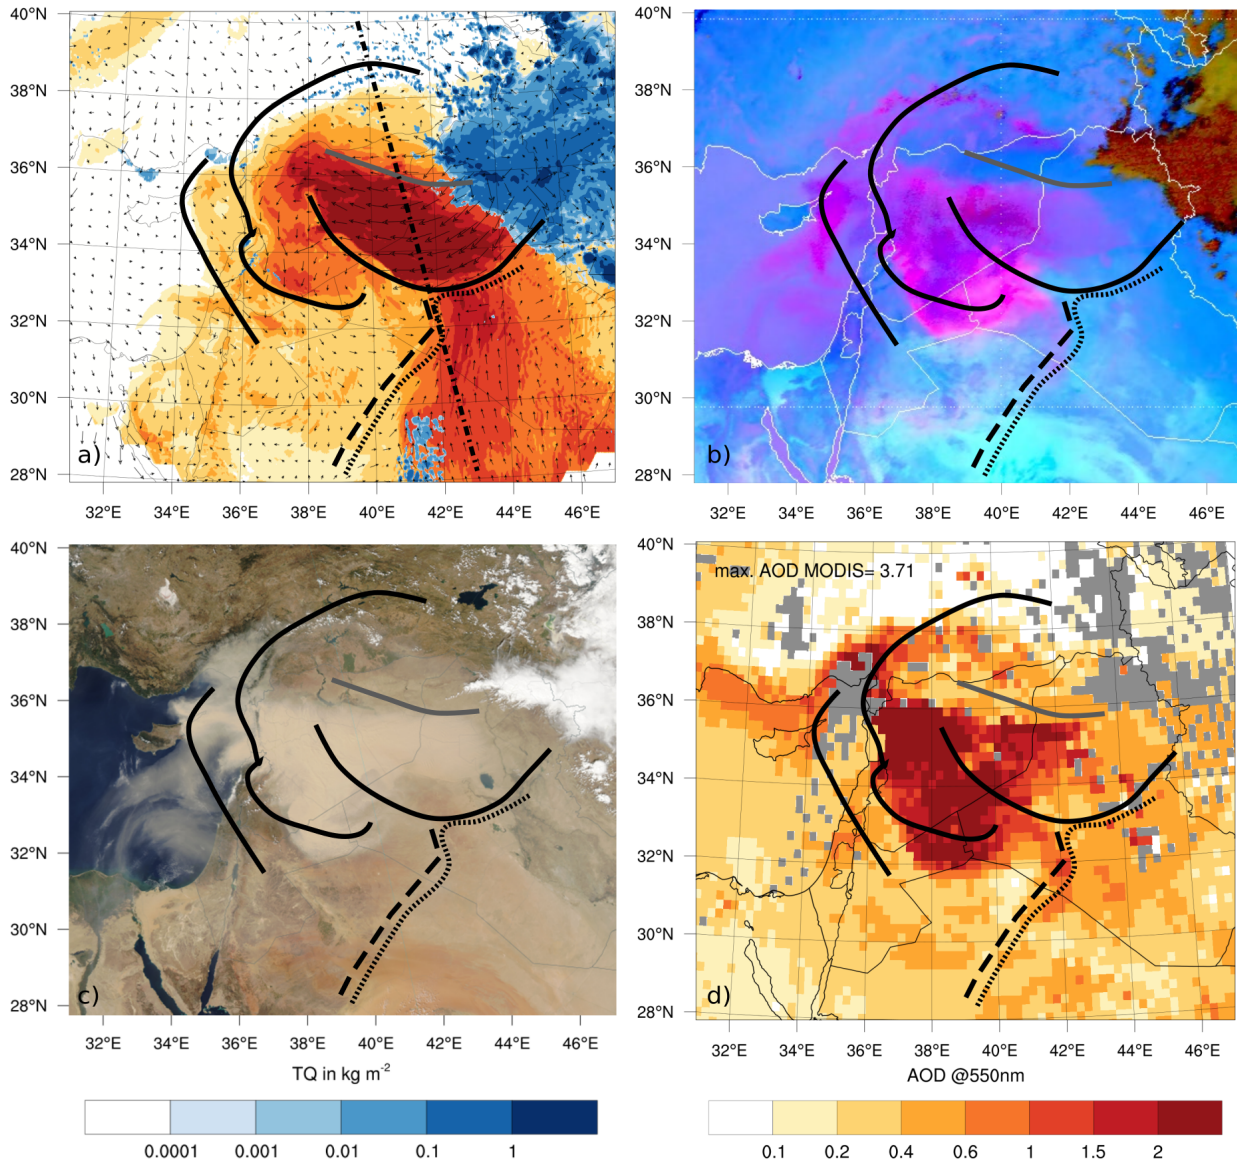 40°N
38°N
36°N
34°N
32°N
30°N
28°N
a)
32°E 34°E 36°E 38°E 40°E 42°E 44°E 46°E
40°N
38°N
36°N
34°N
32°N
30°N
28°N
b)
32°E 34°E 36°E 38°E 40°E 42°E 44°E 46°E
40°N
38°N
36°N
34°N
32°N
30°N
28°N
c)
32°E 34°E 36°E 38°E 40°E 42°E 44°E 46°E
40°N
38°N
36°N
34°N
32°N
30°N
28°N
max. AOD MODIS= 3.71
d)
32°E 34°E 36°E 38°E 40°E 42°E 44°E 46°E
TQ in kg m⁻²
0.0001 0.001 0.01 0.1 1
AOD @550nm
0.1 0.2 0.4 0.6 1 1.5 2